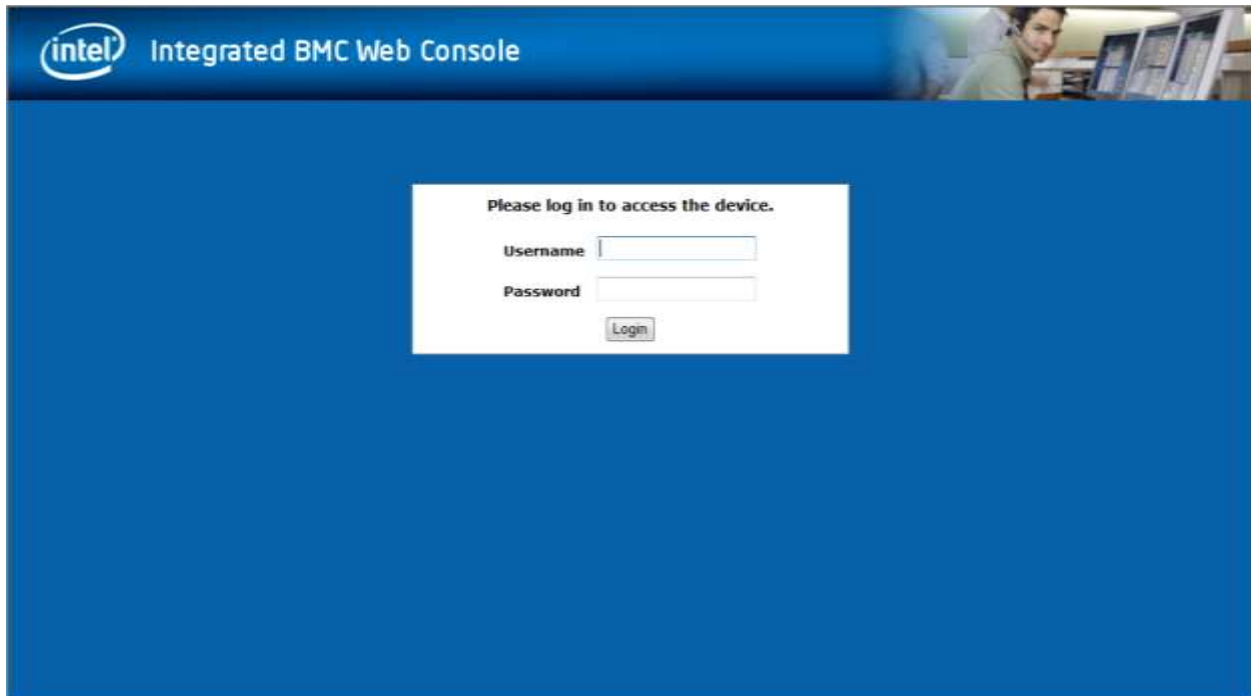 intel Integrated BMC Web Console
Please log in to access the device.
Username
Password
Login